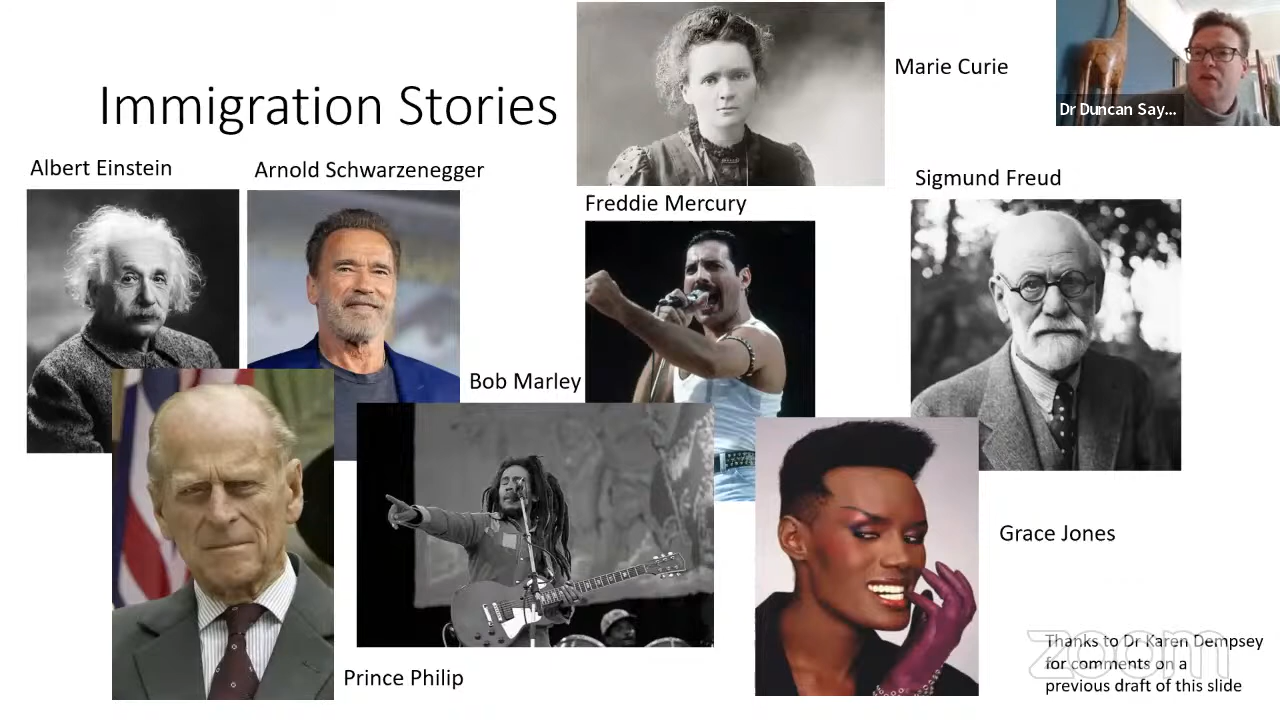 Immigration Stories
Marie Curie
Dr Duncan Say...
Albert Einstein
Arnold Schwarzenegger
Sigmund Freud
Freddie Mercury
Bob Marley
Grace Jones
Prince Philip
Thanks to Dr Karen Dempsey
for comments on a
previous draft of this slide
zoom